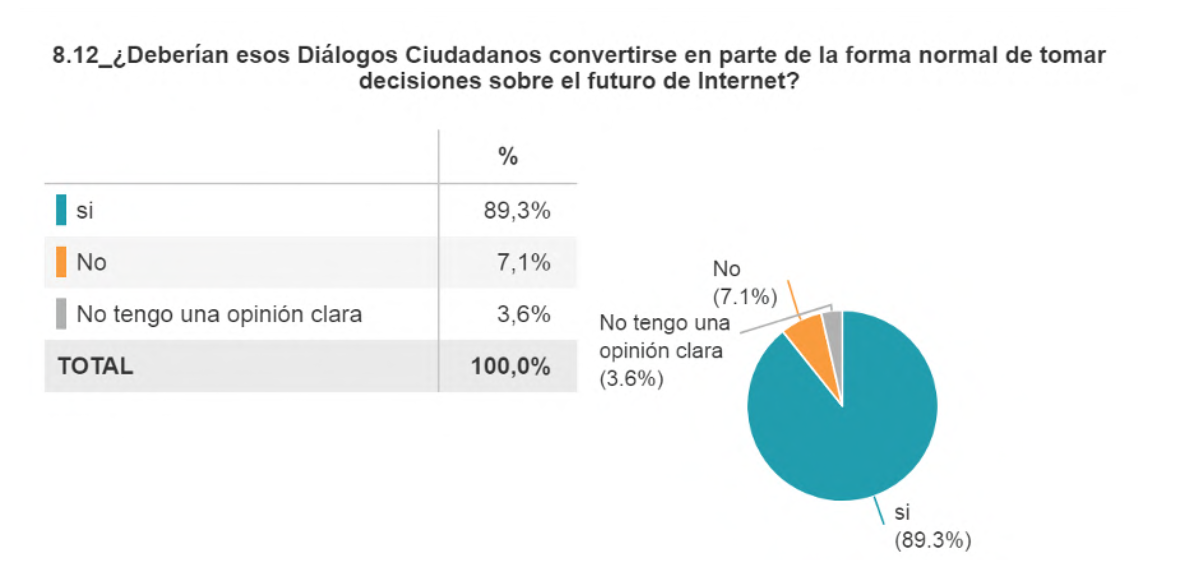 8.12_¿Deberían esos Diálogos Ciudadanos convertirse en parte de la forma normal de tomar
decisiones sobre el futuro de Internet?
%
si 89,3%
No 7,1%
No tengo una opinión clara 3,6%
TOTAL 100,0%
No
(7.1%)
No tengo una
opinión clara
(3.6%)
si
(89.3%)